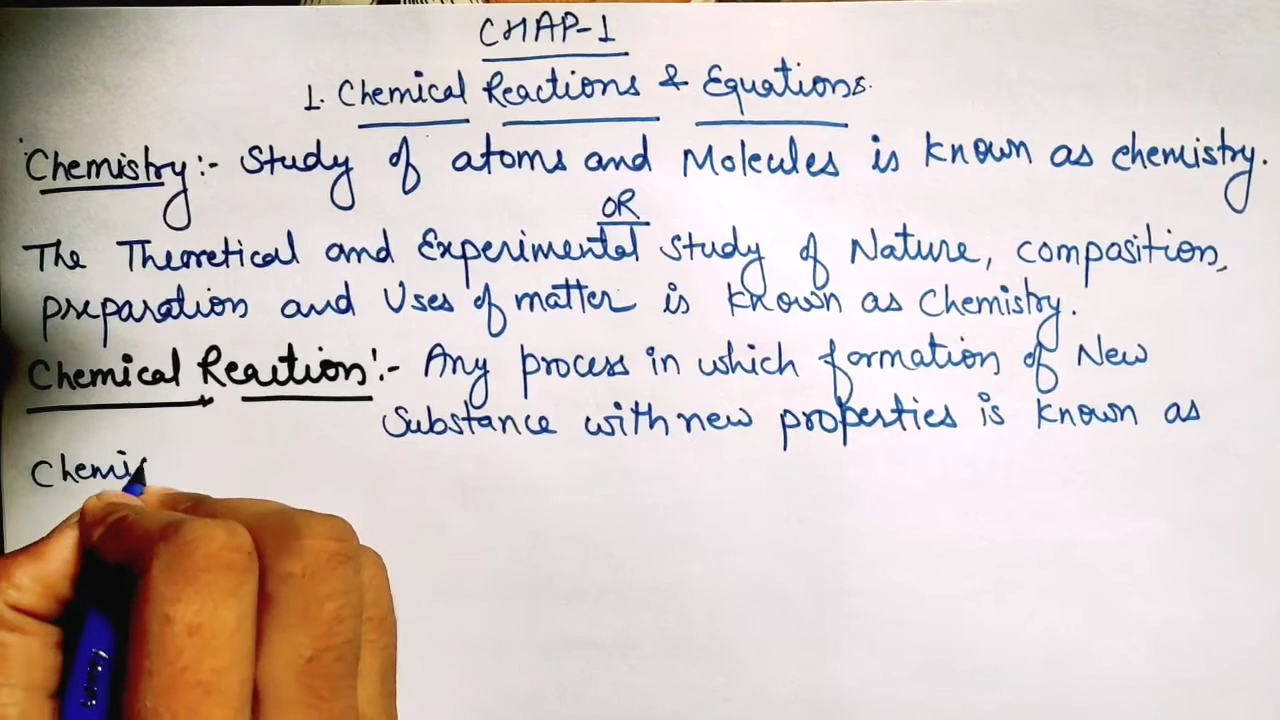 CHAP-1
1. Chemical Reactions & Equations.
Chemistry:- Study of atoms and Molecules is known as chemistry.
OR
The Theoretical and Experimental study of Nature, composition,
preparation and Uses of matter is known as Chemistry.
Chemical Reaction:- Any process in which formation of New
Substance with new properties is known as
Chemi